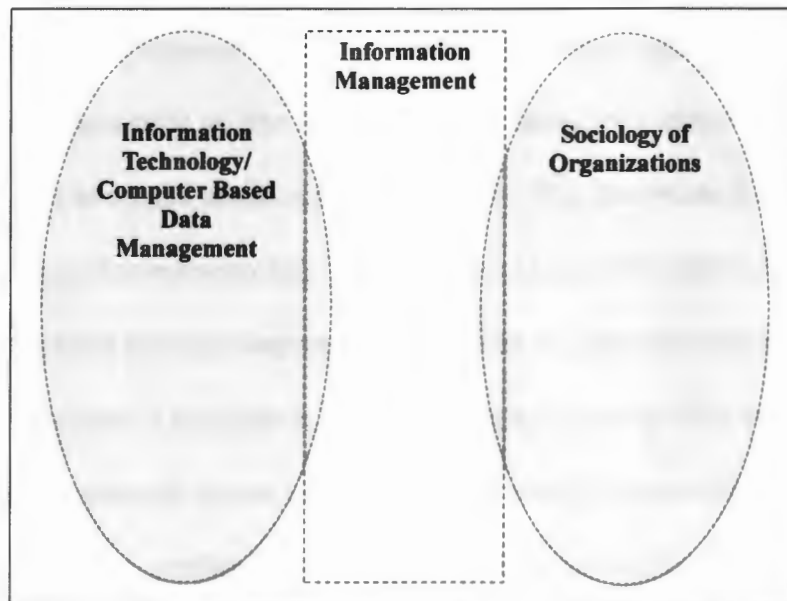 Information
Management
Information
Technology/
Computer Based
Data
Management
Sociology of
Organizations